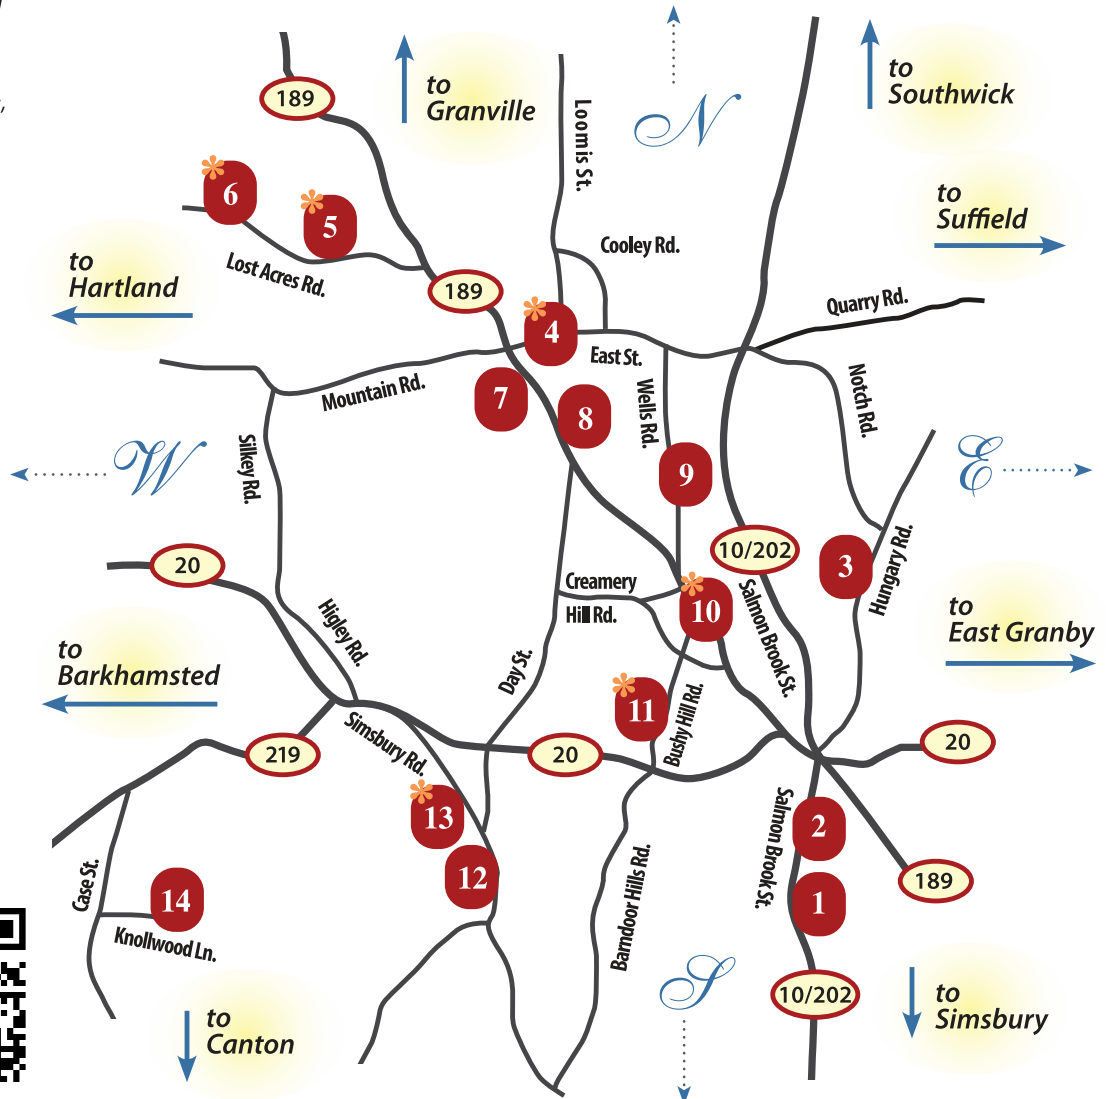 189
to
Granville
Loomis St.
N
to
Southwick
6
5
to
Suffield
Cooley Rd.
Lost Acres Rd.
to
Hartland
189
Quarry Rd.
4
East St.
Mountain Rd.
7
8
Wells Rd.
Notch Rd.
W
Silkey Rd.
9
E
20
10/202
3
Hungary Rd.
Creamery
Hill Rd.
10
Salmon Brook St.
Higley Rd.
to
East Granby
to
Barkhamsted
Day St.
11
Bushy Hill Rd.
Simsbury Rd.
219
20
20
13
2
Salmon Brook St.
12
189
Case St.
14
1
Barndoor Hills Rd.
Knollwood Ln.
S
10/202
to
Simsbury
to
Canton